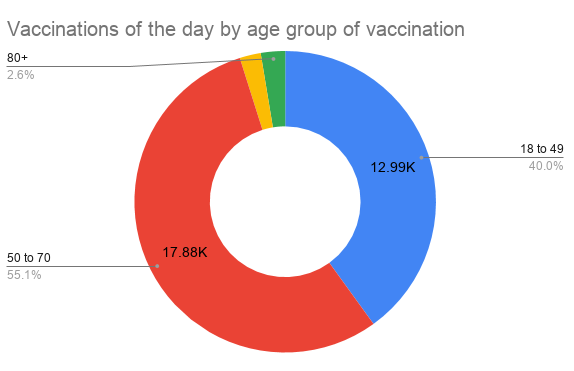 Vaccinations of the day by age group of vaccination
80+
2.6%
18 to 49
40.0%
12.99K
17.88K
50 to 70
55.1%